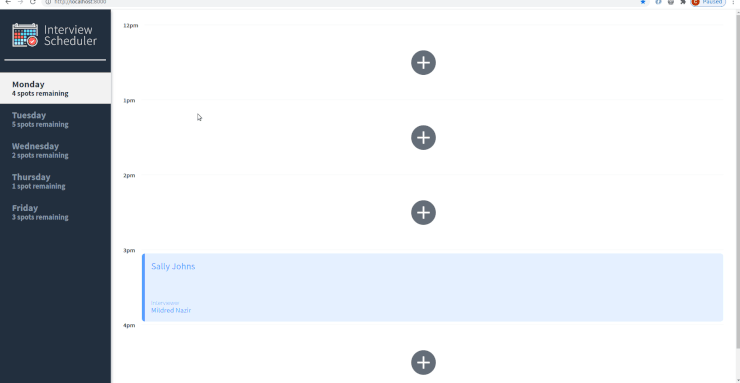 http://localhost:8000
Paused
Interview
Scheduler
Monday
4 spots remaining
Tuesday
5 spots remaining
Wednesday
2 spots remaining
Thursday
1 spot remaining
Friday
3 spots remaining
12pm
1pm
2pm
3pm
Sally Johns
Interviewer
Mildred Nazir
4pm